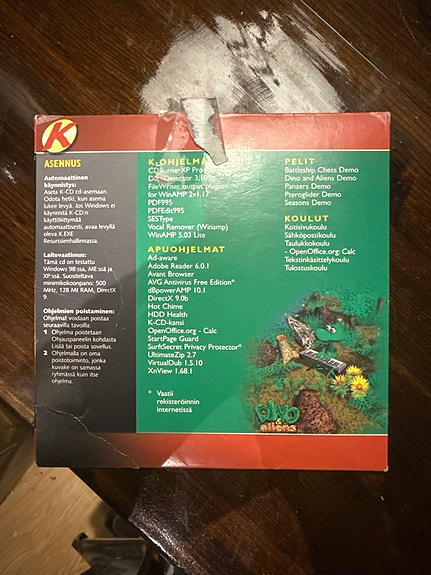 K
ASENNUS
Automaattinen
käynnistys:
Aseta K-CD cd-asemaan.
Odota hetki, kun asema
lukee levyä. Jos Windows ei
käynnistä K-CD:n
käyttöliittymää
automaattisesti, avaa levyllä
oleva K.EXE
Resurssienhallinnassa.
Laitevaatimus:
Tämä cd on testattu
Windows 98:ssa, ME:ssä ja
XP:ssä. Suositeltava
minimikokoonpano: 500
MHz, 128 Mt RAM, DirectX
9.
Ohjelmien poistaminen:
Ohjelmat voidaan poistaa
seuraavilla tavoilla:
1 Ohjelma poistetaan
Ohjauspaneelin kohdasta
Lisää tai poista sovellus
2 Ohjelmalla on oma
poistotoiminto, jonka
kuvake on samassa
ryhmässä kuin itse
ohjelma.
K-OHJELMA
CDBurnerXP Pro
Detector 3.10
FileWriter output plugin
for WinAMP 2v1.17
PDF995
PDFEdit995
SESType
Vocal Remover (Winamp)
WinAMP 5.03 Lite
APUOHJELMAT
Ad-aware
Adobe Reader 6.0.1
Avant Browser
AVG Antivirus Free Edition*
dBpowerAMP 10.1
DirectX 9.0b
Hot Chime
HDD Health
K-CD-kansi
OpenOffice.org - Calc
StartPage Guard
SurfSecret Privacy Protector*
UltimateZip 2.7
VirtualDub 1.5.10
XnView 1.68.1
* Vaatii
rekisteröinnin
internetissä
PELIT
Battleship Chess Demo
Dino and Aliens Demo
Panzers Demo
Pteroglider Demo
Seasons Demo
KOULUT
Kotisivukoulu
Sähköpostikoulu
Taulukkokoulu
- OpenOffice.org: Calc
Tekstinkäsittelykoulu
Tulostuskoulu
DINO
&
aliens